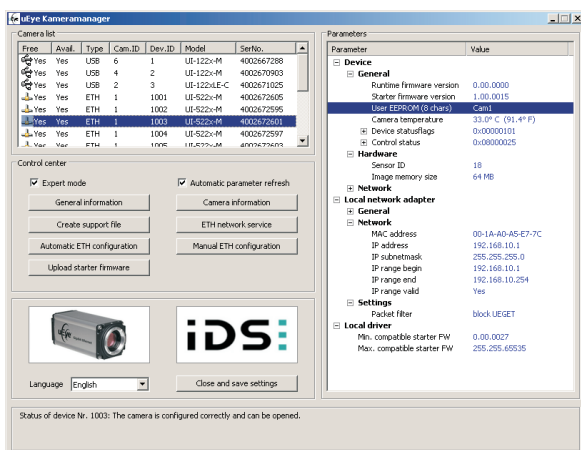 uEye Kameramanager
Camera list
Free Avail. Type Cam.ID Dev.ID Model SerNo.
Yes Yes USB 6 1 UI-122x-M 4002667288
Yes Yes USB 4 2 UI-122x-M 4002670903
Yes Yes USB 2 3 UI-122xLE-C 4002671025
Yes Yes ETH 1 1001 UI-522x-M 4002672605
Yes Yes ETH 1 1002 UI-522x-M 4002672595
Yes Yes ETH 1 1003 UI-522x-M 4002672601
Yes Yes ETH 1 1004 UI-522x-M 4002672597
Yes Yes ETH 1 1005 UI-522x-M 4002672603
Control center
Expert mode
Automatic parameter refresh
General information
Camera information
Create support file
ETH network service
Automatic ETH configuration
Manual ETH configuration
Upload starter firmware
uEye
iDS:
Language English
Close and save settings
Parameters
Parameter Value
Device
General
Runtime firmware version 0.00.0000
Starter firmware version 1.00.0015
User EEPROM (8 chars) Cam1
Camera temperature 33.0° C (91.4° F)
Device statusflags 0x00000101
Control status 0x08000025
Hardware
Sensor ID 18
Image memory size 64 MB
Network
Local network adapter
General
Network
MAC address 00-1A-A0-A5-E7-7C
IP address 192.168.10.1
IP subnetmask 255.255.255.0
IP range begin 192.168.10.1
IP range end 192.168.10.254
IP range valid Yes
Settings
Packet filter block UEGET
Local driver
Min. compatible starter FW 0.00.0027
Max. compatible starter FW 255.255.65535
Status of device Nr. 1003: The camera is configured correctly and can be opened.